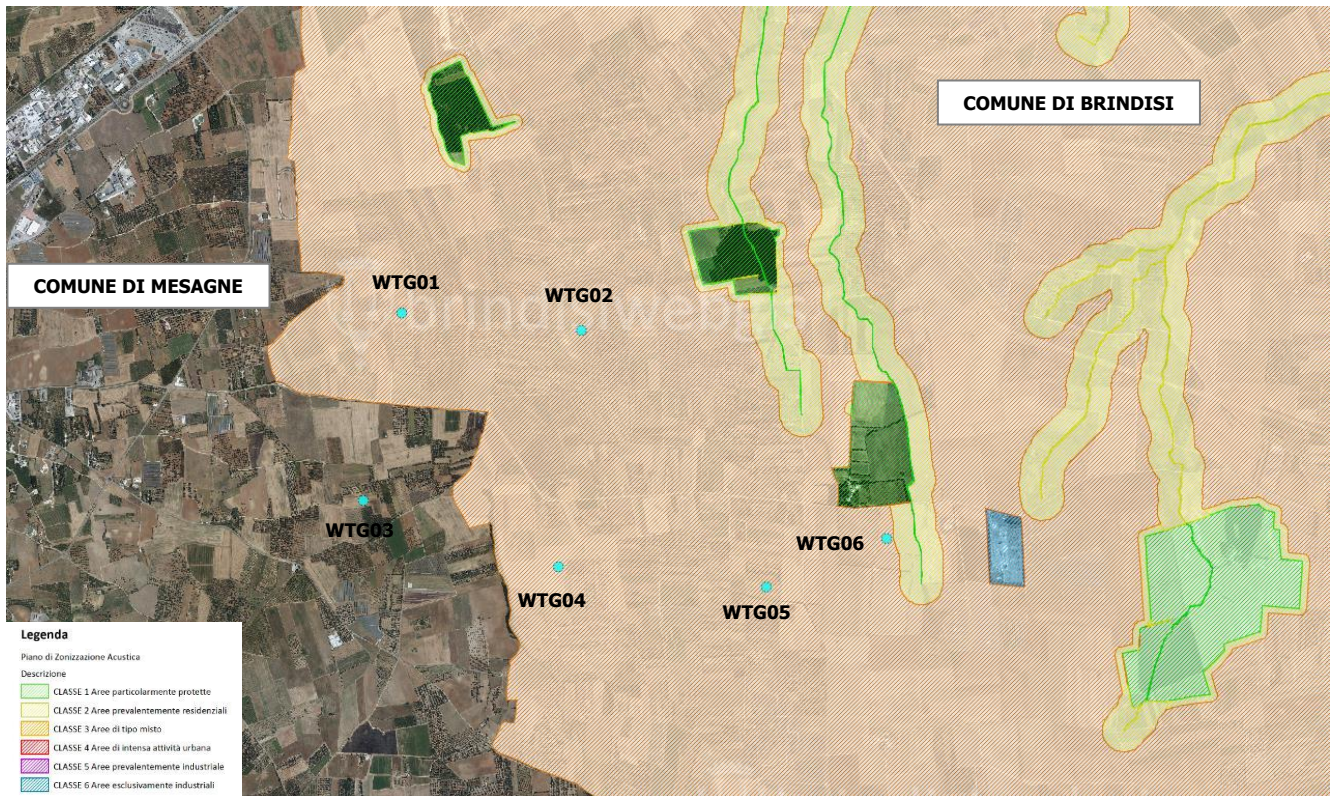 COMUNE DI BRINDISI
COMUNE DI MESAGNE
WTG01
WTG02
brindisiwebgis
WTG03
WTG06
WTG04
WTG05
Legenda
Piano di Zonizzazione Acustica
Descrizione
CLASSE 1 Aree particolarmente protette
CLASSE 2 Aree prevalentemente residenziali
CLASSE 3 Aree di tipo misto
CLASSE 4 Aree di intensa attività urbana
CLASSE 5 Aree prevalentemente industriale
CLASSE 6 Aree esclusivamente industriali